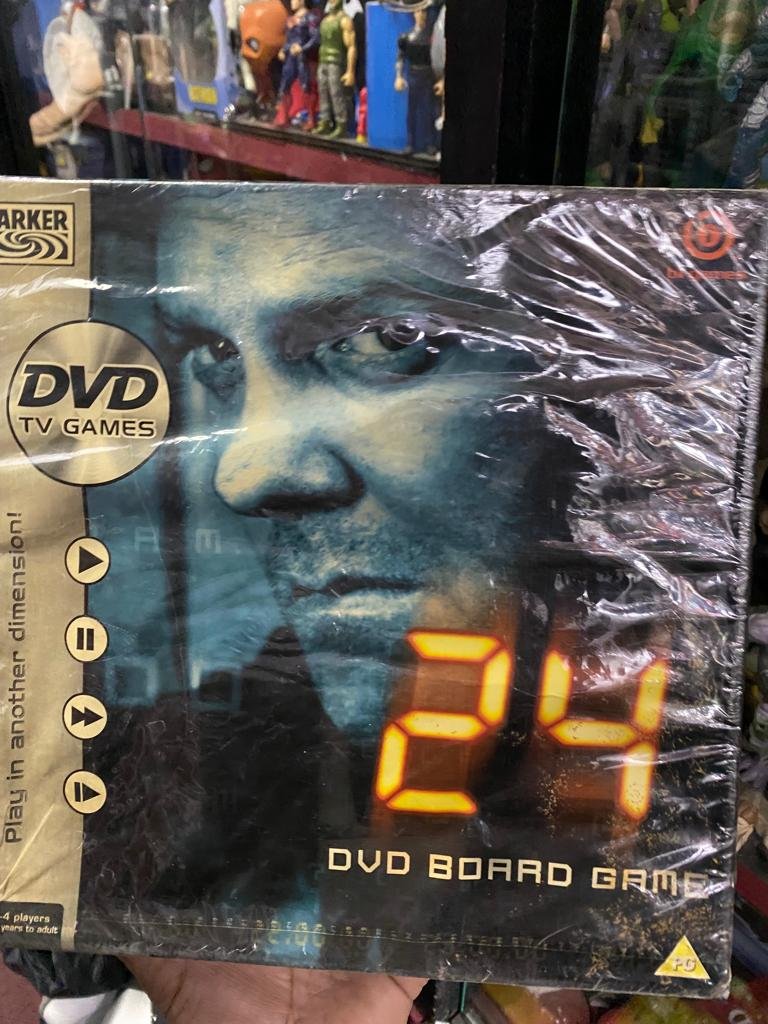 ARKER
DVD
TV GAMES
Play in another dimension!
A M
24
DVD BOARD GAME
-4 players
years to adult
PG